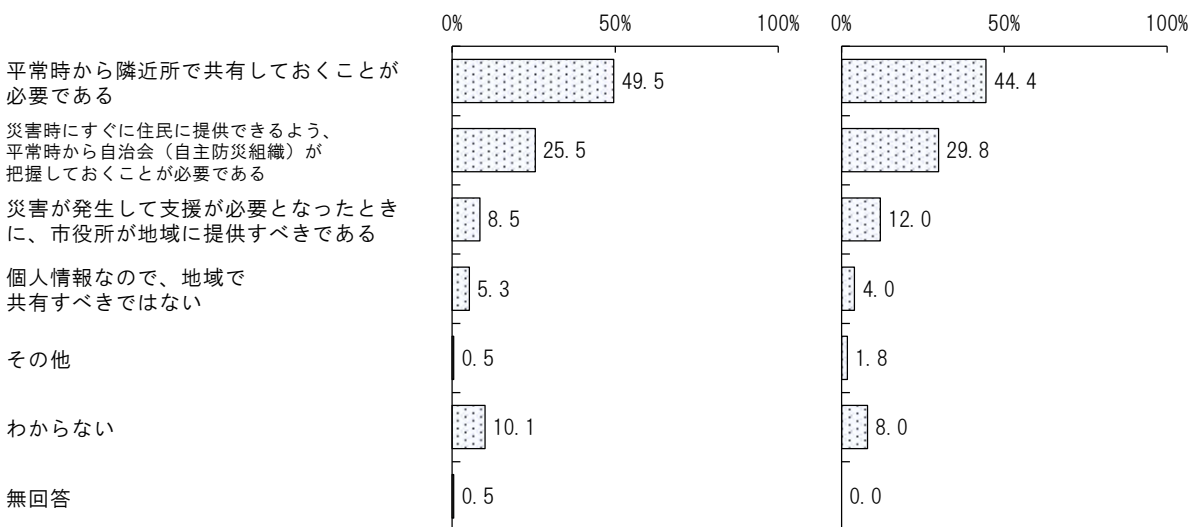 0%
50%
100%
0%
50%
100%
平常時から隣近所で共有しておくことが
必要である
49.5
44.4
災害時にすぐに住民に提供できるよう、
平常時から自治会（自主防災組織）が
把握しておくことが必要である
25.5
29.8
災害が発生して支援が必要となったとき
に、市役所が地域に提供すべきである
8.5
12.0
個人情報なので、地域で
共有すべきではない
5.3
4.0
その他
0.5
1.8
わからない
10.1
8.0
無回答
0.5
0.0